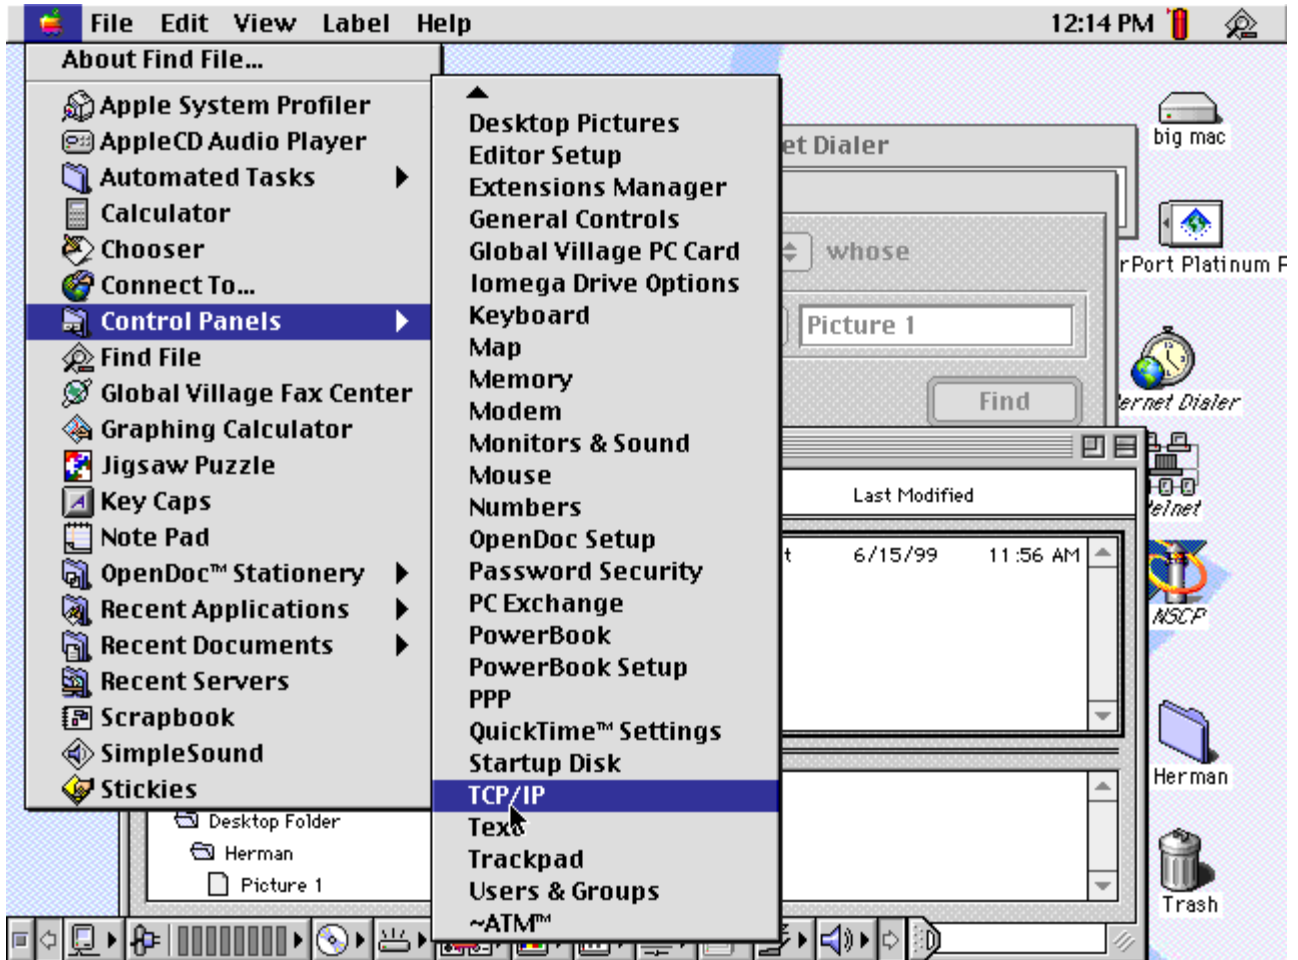 File Edit View Label Help 12:14 PM
About Find File...
Apple System Profiler
AppleCD Audio Player
Automated Tasks
Calculator
Chooser
Connect To...
Control Panels
Find File
Global Village Fax Center
Graphing Calculator
Jigsaw Puzzle
Key Caps
Note Pad
OpenDoc™ Stationery
Recent Applications
Recent Documents
Recent Servers
Scrapbook
SimpleSound
Stickies
Desktop Pictures
Editor Setup
Extensions Manager
General Controls
Global Village PC Card
Iomega Drive Options
Keyboard
Map
Memory
Modem
Monitors & Sound
Mouse
Numbers
OpenDoc Setup
Password Security
PC Exchange
PowerBook
PowerBook Setup
PPP
QuickTime™ Settings
Startup Disk
TCP/IP
Text
Trackpad
Users & Groups
~ATM™
et Dialer
whose
Picture 1
Find
Last Modified
t 6/15/99 11:56 AM
Desktop Folder
Herman
Picture 1
big mac
rPort Platinum P
ernet Dialer
elnet
NSCP
Herman
Trash